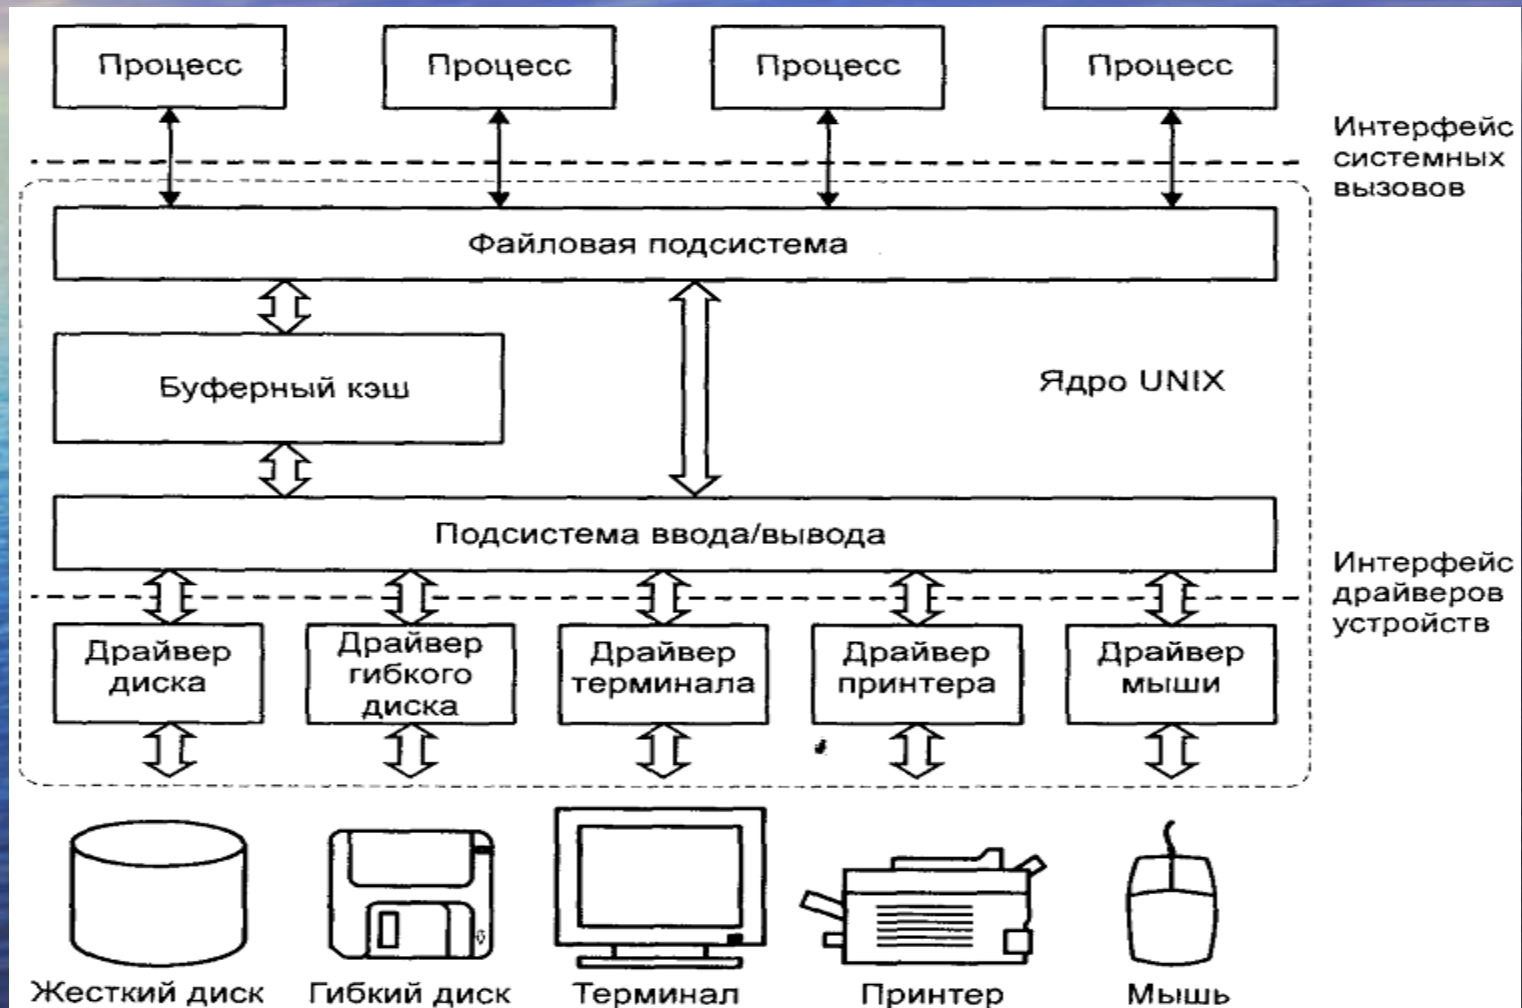 Процесс
Процесс
Процесс
Процесс
Интерфейс
системных
вызовов
Файловая подсистема
Буферный кэш
Ядро UNIX
Подсистема ввода/вывода
Интерфейс
драйверов
устройств
Драйвер
диска
Драйвер
гибкого
диска
Драйвер
терминала
Драйвер
принтера
Драйвер
мыши
Жесткий диск
Гибкий диск
Терминал
Принтер
Мышь